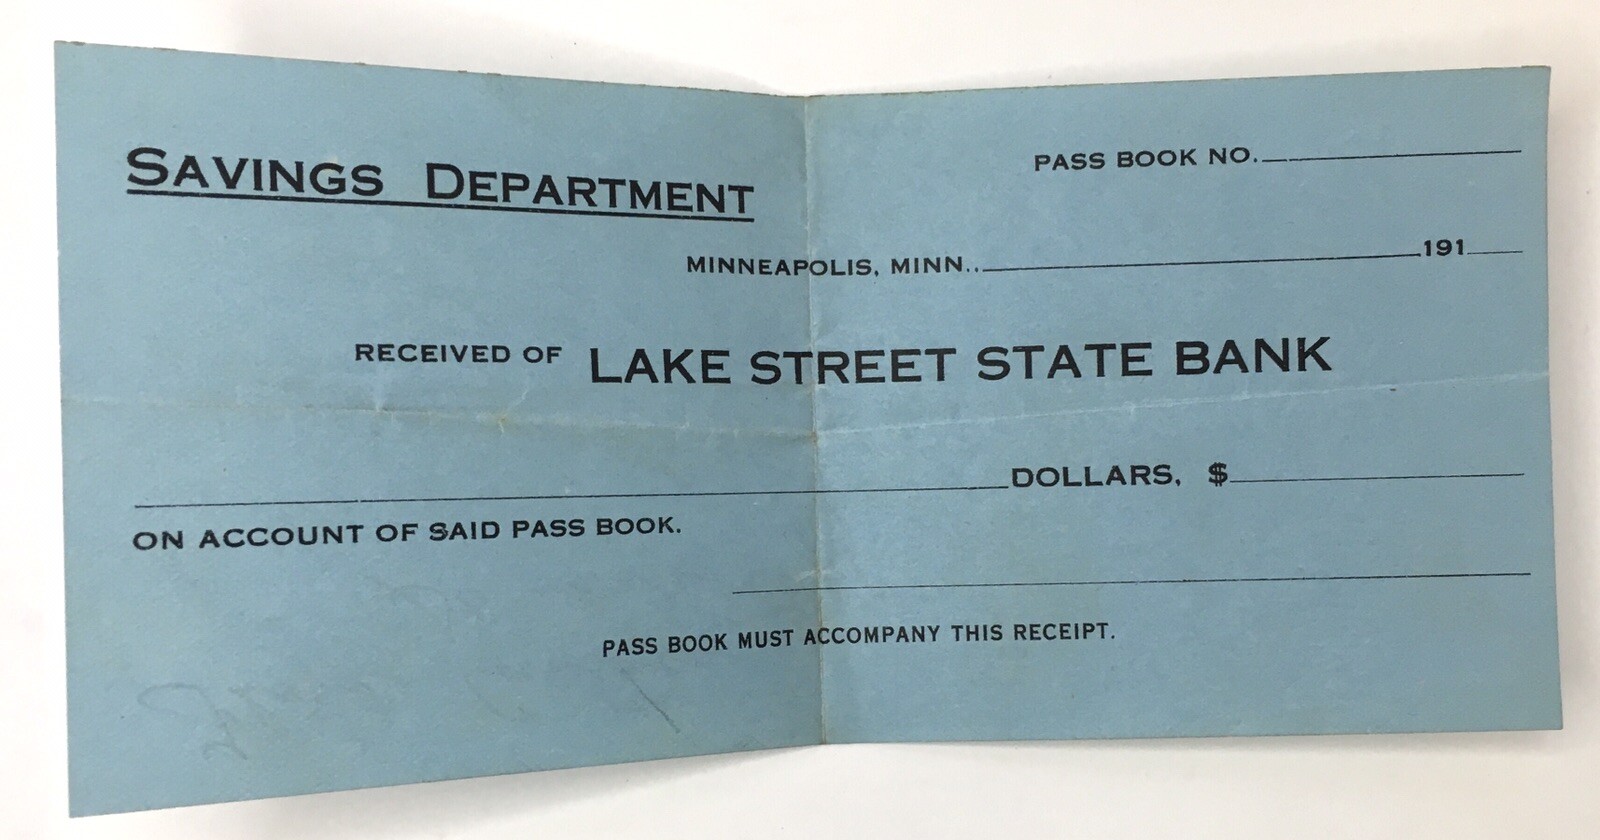 SAVINGS DEPARTMENT
PASS BOOK NO.
MINNEAPOLIS, MINN.. 191
RECEIVED OF LAKE STREET STATE BANK
DOLLARS, $
ON ACCOUNT OF SAID PASS BOOK.
PASS BOOK MUST ACCOMPANY THIS RECEIPT.